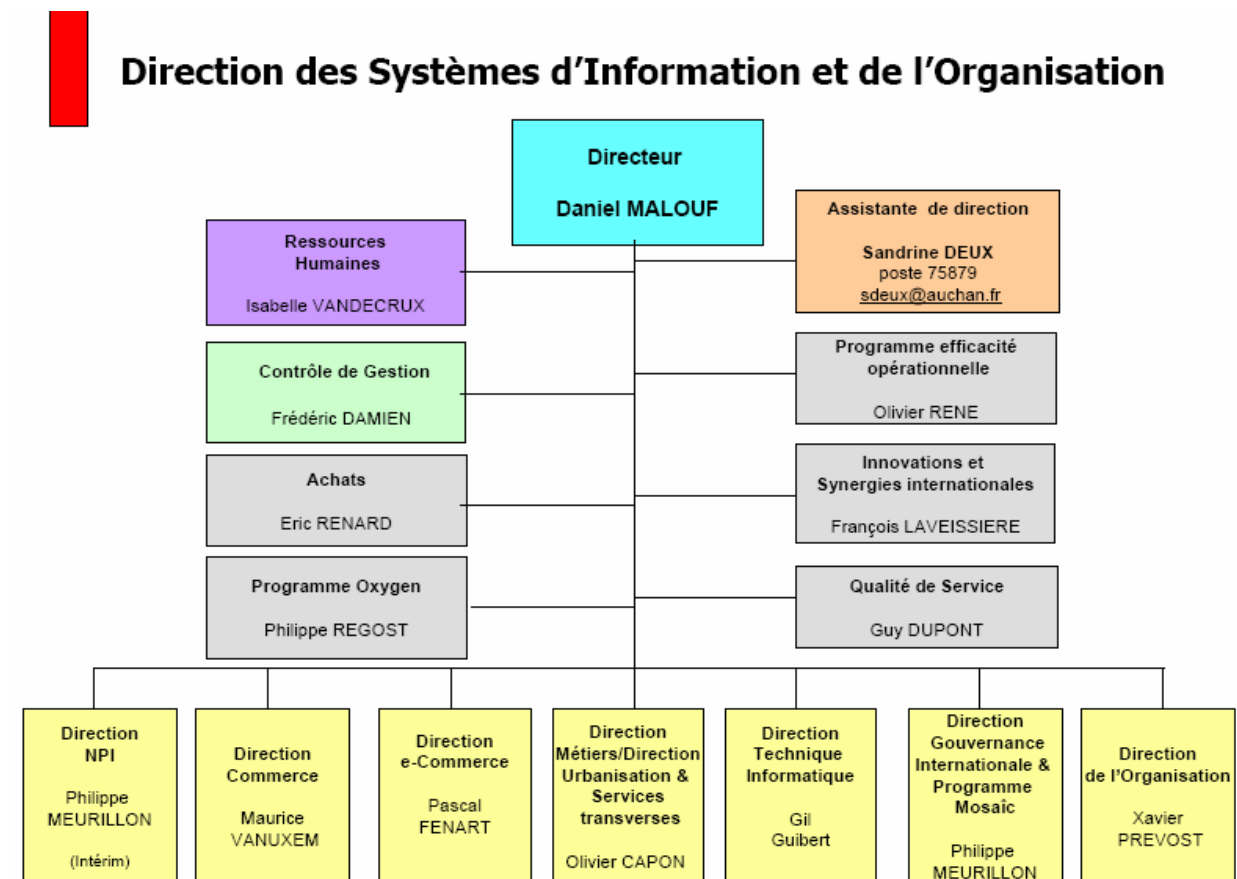 Direction des Systèmes d’Information et de l’Organisation
Directeur
Daniel MALOUF
Assistante de direction
Sandrine DEUX
poste 75879
sdeux@auchan.fr
Ressources
Humaines
Isabelle VANDECRUX
Programme efficacité
opérationnelle
Olivier RENE
Contrôle de Gestion
Frédéric DAMIEN
Innovations et
Synergies internationales
François LAVEISSIERE
Achats
Eric RENARD
Programme Oxygen
Philippe REGOST
Qualité de Service
Guy DUPONT
Direction
NPI
Philippe
MEURILLON
(Intérim)
Direction
Commerce
Maurice
VANUXEM
Direction
e-Commerce
Pascal
FENART
Direction
Métiers/Direction
Urbanisation &
Services
transverses
Olivier CAPON
Direction
Technique
Informatique
Gil
Guibert
Direction
Gouvernance
Internationale &
Programme
Mosaîc
Philippe
MEURILLON
Direction
de l’Organisation
Xavier
PREVOST